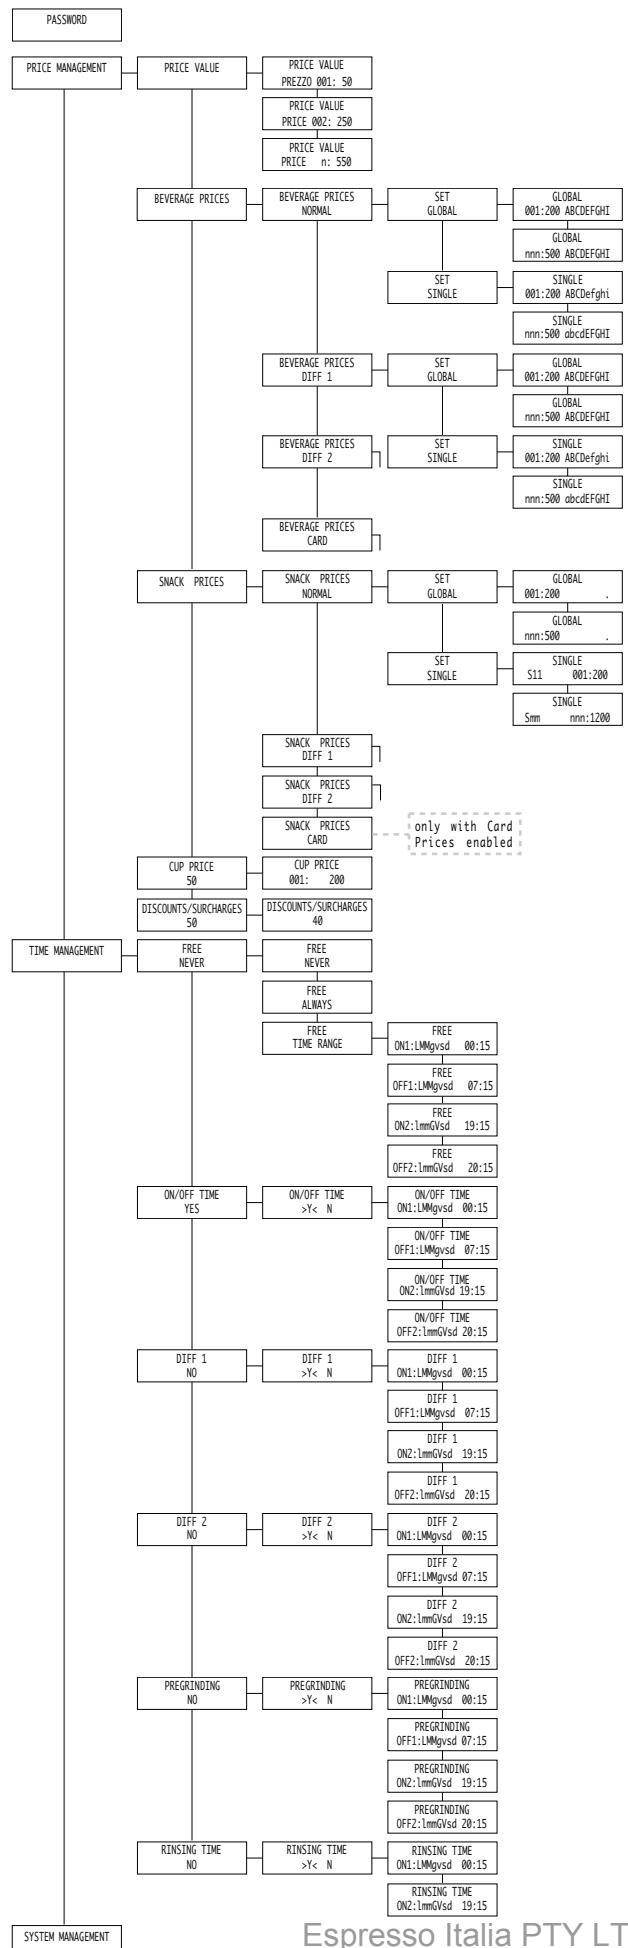 PASSWORD
PRICE MANAGEMENT
PRICE VALUE
PRICE VALUE
PREZZO 001: 50
PRICE VALUE
PRICE 002: 250
PRICE VALUE
PRICE n: 550
BEVERAGE PRICES
BEVERAGE PRICES
NORMAL
SET
GLOBAL
GLOBAL
001:200 ABCDEFGHI
GLOBAL
nnn:500 ABCDEFGHI
SET
SINGLE
SINGLE
001:200 ABCDefghi
SINGLE
nnn:500 abcdEFGHI
BEVERAGE PRICES
DIFF 1
SET
GLOBAL
GLOBAL
001:200 ABCDEFGHI
GLOBAL
nnn:500 ABCDEFGHI
BEVERAGE PRICES
DIFF 2
SET
SINGLE
SINGLE
001:200 ABCDefghi
SINGLE
nnn:500 abcdEFGHI
BEVERAGE PRICES
CARD
SNACK PRICES
SNACK PRICES
NORMAL
SET
GLOBAL
GLOBAL
001:200 .
GLOBAL
nnn:500 .
SET
SINGLE
SINGLE
S11 001:200
SINGLE
Smm nnn:1200
SNACK PRICES
DIFF 1
SNACK PRICES
DIFF 2
SNACK PRICES
CARD
only with Card
Prices enabled
CUP PRICE
50
CUP PRICE
001: 200
DISCOUNTS/SURCHARGES
50
DISCOUNTS/SURCHARGES
40
TIME MANAGEMENT
FREE
NEVER
FREE
NEVER
FREE
ALWAYS
FREE
TIME RANGE
FREE
ON1:LMMgvsd 00:15
FREE
OFF1:LMMgvsd 07:15
FREE
ON2:lmmGVsd 19:15
FREE
OFF2:lmmGVsd 20:15
ON/OFF TIME
YES
ON/OFF TIME
>Y< N
ON/OFF TIME
ON1:LMMgvsd 00:15
ON/OFF TIME
OFF1:LMMgvsd 07:15
ON/OFF TIME
ON2:lmmGVsd 19:15
ON/OFF TIME
OFF2:lmmGVsd 20:15
DIFF 1
NO
DIFF 1
>Y< N
DIFF 1
ON1:LMMgvsd 00:15
DIFF 1
OFF1:LMMgvsd 07:15
DIFF 1
ON2:lmmGVsd 19:15
DIFF 1
OFF2:lmmGVsd 20:15
DIFF 2
NO
DIFF 2
>Y< N
DIFF 2
ON1:LMMgvsd 00:15
DIFF 2
OFF1:LMMgvsd 07:15
DIFF 2
ON2:lmmGVsd 19:15
DIFF 2
OFF2:lmmGVsd 20:15
PREGRINDING
NO
PREGRINDING
>Y< N
PREGRINDING
ON1:LMMgvsd 00:15
PREGRINDING
OFF1:LMMgvsd 07:15
PREGRINDING
ON2:lmmGVsd 19:15
PREGRINDING
OFF2:lmmGVsd 20:15
RINSING TIME
NO
RINSING TIME
>Y< N
RINSING TIME
ON1:LMMgvsd 00:15
RINSING TIME
ON2:lmmGVsd 19:15
SYSTEM MANAGEMENT
Espresso Italia PTY LT